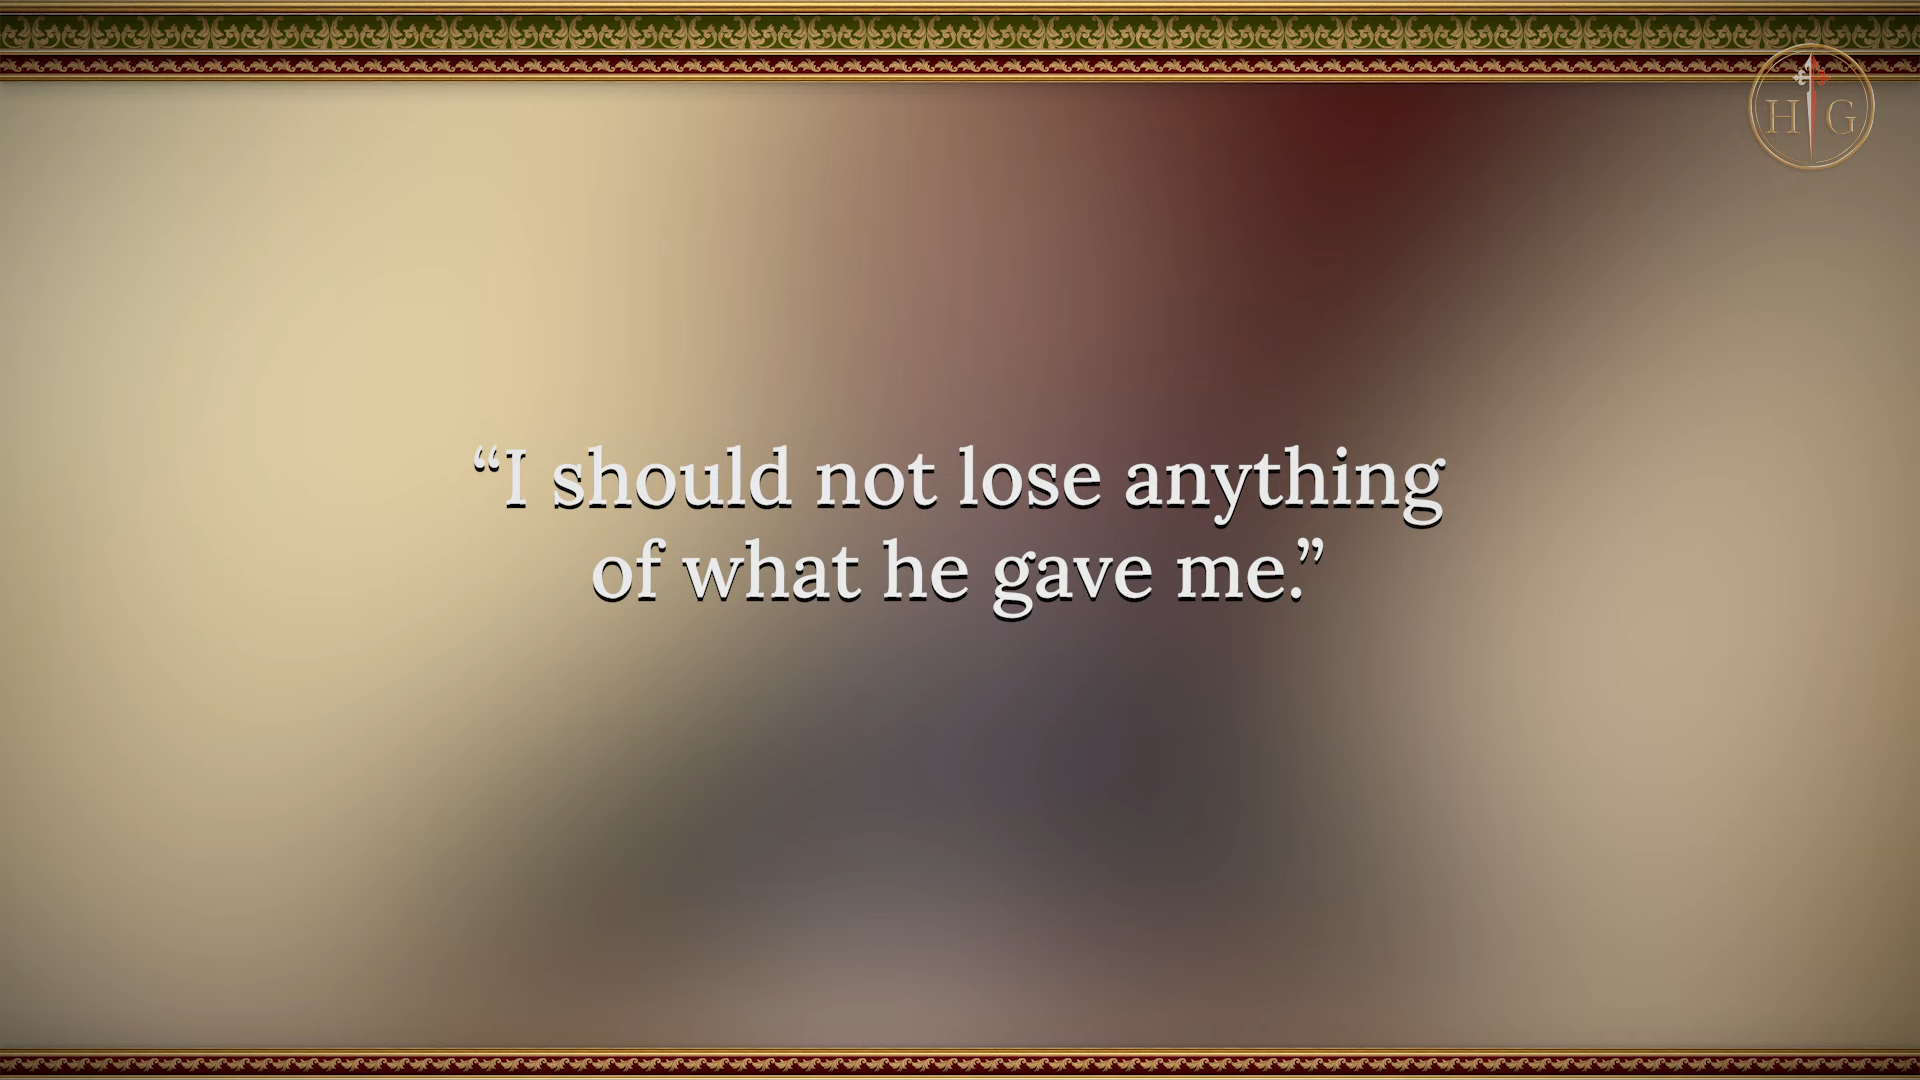 H G
“I should not lose anything
of what he gave me.”